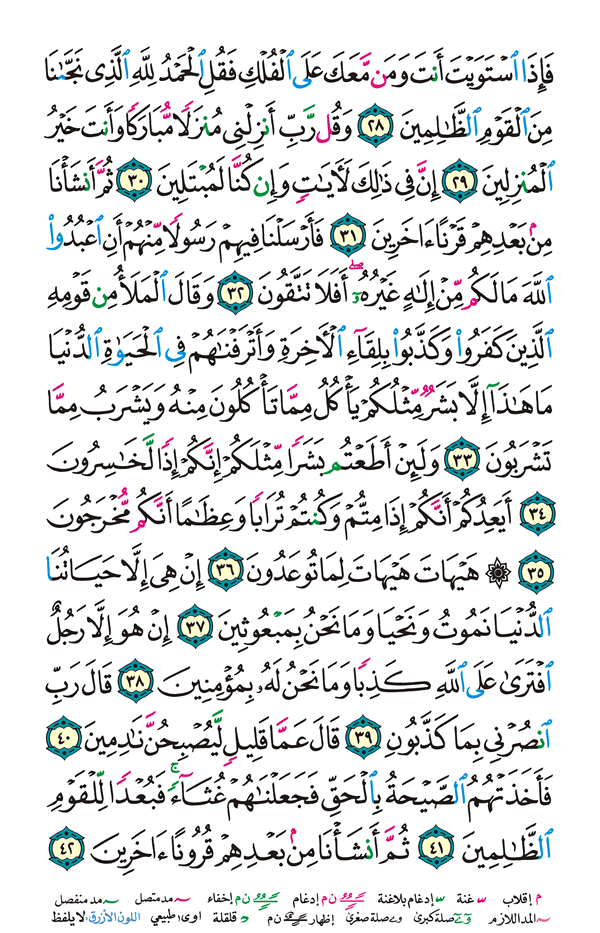 فَإِذَا ٱسْتَوَيْتَ أَنتَ وَمَن مَّعَكَ عَلَى ٱلْفُلْكِ فَقُلِ ٱلْحَمْدُ لِلَّهِ ٱلَّذِى نَجَّىٰنَا
مِنَ ٱلْقَوْمِ ٱلظَّـٰلِمِينَ ٢٨ وَقُل رَّبِّ أَنزِلْنِى مُنزَلًا مُّبَارَكًا وَأَنتَ خَيْرُ
ٱلْمُنزِلِينَ ٢٩ إِنَّ فِى ذَٰلِكَ لَأَيَـٰتٍ وَإِن كُنَّا لَمُبْتَلِينَ ٣٠ ثُمَّ أَنشَأْنَا
مِنۢ بَعْدِهِمْ قَرْنًا ءَاخَرِينَ ٣١ فَأَرْسَلْنَا فِيهِمْ رَسُولًا مِّنْهُمْ أَنِ ٱعْبُدُوا۟
ٱللَّهَ مَا لَكُم مِّنْ إِلَـٰهٍ غَيْرُهُۥٓ ۖ أَفَلَا تَتَّقُونَ ٣٢ وَقَالَ ٱلْمَلَأُ مِن قَوْمِهِ
ٱلَّذِينَ كَفَرُوا۟ وَكَذَّبُوا۟ بِلِقَآءِ ٱلْـَٔاخِرَةِ وَأَتْرَفْنَـٰهُمْ فِى ٱلْحَيَوٰةِ ٱلدُّنْيَا
مَا هَـٰذَآ إِلَّا بَشَرٌ مِّثْلُكُمْ يَأْكُلُ مِمَّا تَأْكُلُونَ مِنْهُ وَيَشْرَبُ مِمَّا
تَشْرَبُونَ ٣٣ وَلَئِنْ أَطَعْتُم بَشَرًا مِّثْلَكُمْ إِنَّكُمْ إِذًا لَّخَـٰسِرُونَ
٣٤ أَيَعِدُكُمْ أَنَّكُمْ إِذَا مِتُّمْ وَكُنتُمْ تُرَابًا وَعِظَـٰمًا أَنَّكُم مُّخْرَجُونَ
٣٥ ۞ هَيْهَاتَ هَيْهَاتَ لِمَا تُوعَدُونَ ٣٦ إِنْ هِىَ إِلَّا حَيَاتُنَا
ٱلدُّنْيَا نَمُوتُ وَنَحْيَا وَمَا نَحْنُ بِمَبْعُوثِينَ ٣٧ إِنْ هُوَ إِلَّا رَجُلٌ
ٱفْتَرَىٰ عَلَى ٱللَّهِ كَذِبًا وَمَا نَحْنُ لَهُۥ بِمُؤْمِنِينَ ٣٨ قَالَ رَبِّ
ٱنصُرْنِى بِمَا كَذَّبُونِ ٣٩ قَالَ عَمَّا قَلِيلٍ لَّيُصْبِحُنَّ نَـٰدِمِينَ ٤٠
فَأَخَذَتْهُمُ ٱلصَّيْحَةُ بِٱلْحَقِّ فَجَعَلْنَـٰهُمْ غُثَآءً ۚ فَبُعْدًا لِّلْقَوْمِ
ٱلظَّـٰلِمِينَ ٤١ ثُمَّ أَنشَأْنَا مِنۢ بَعْدِهِمْ قُرُونًا ءَاخَرِينَ ٤٢
م إقلاب غنة إدغام بلاغنة ن م إدغام ن م إخفاء مد متصل مد منفصل
المد اللازم صلة كبرى صلة صغرى إظهار ن م قلقلة اوى؛ طبيعي اللون الأزرق: لا يلفظ